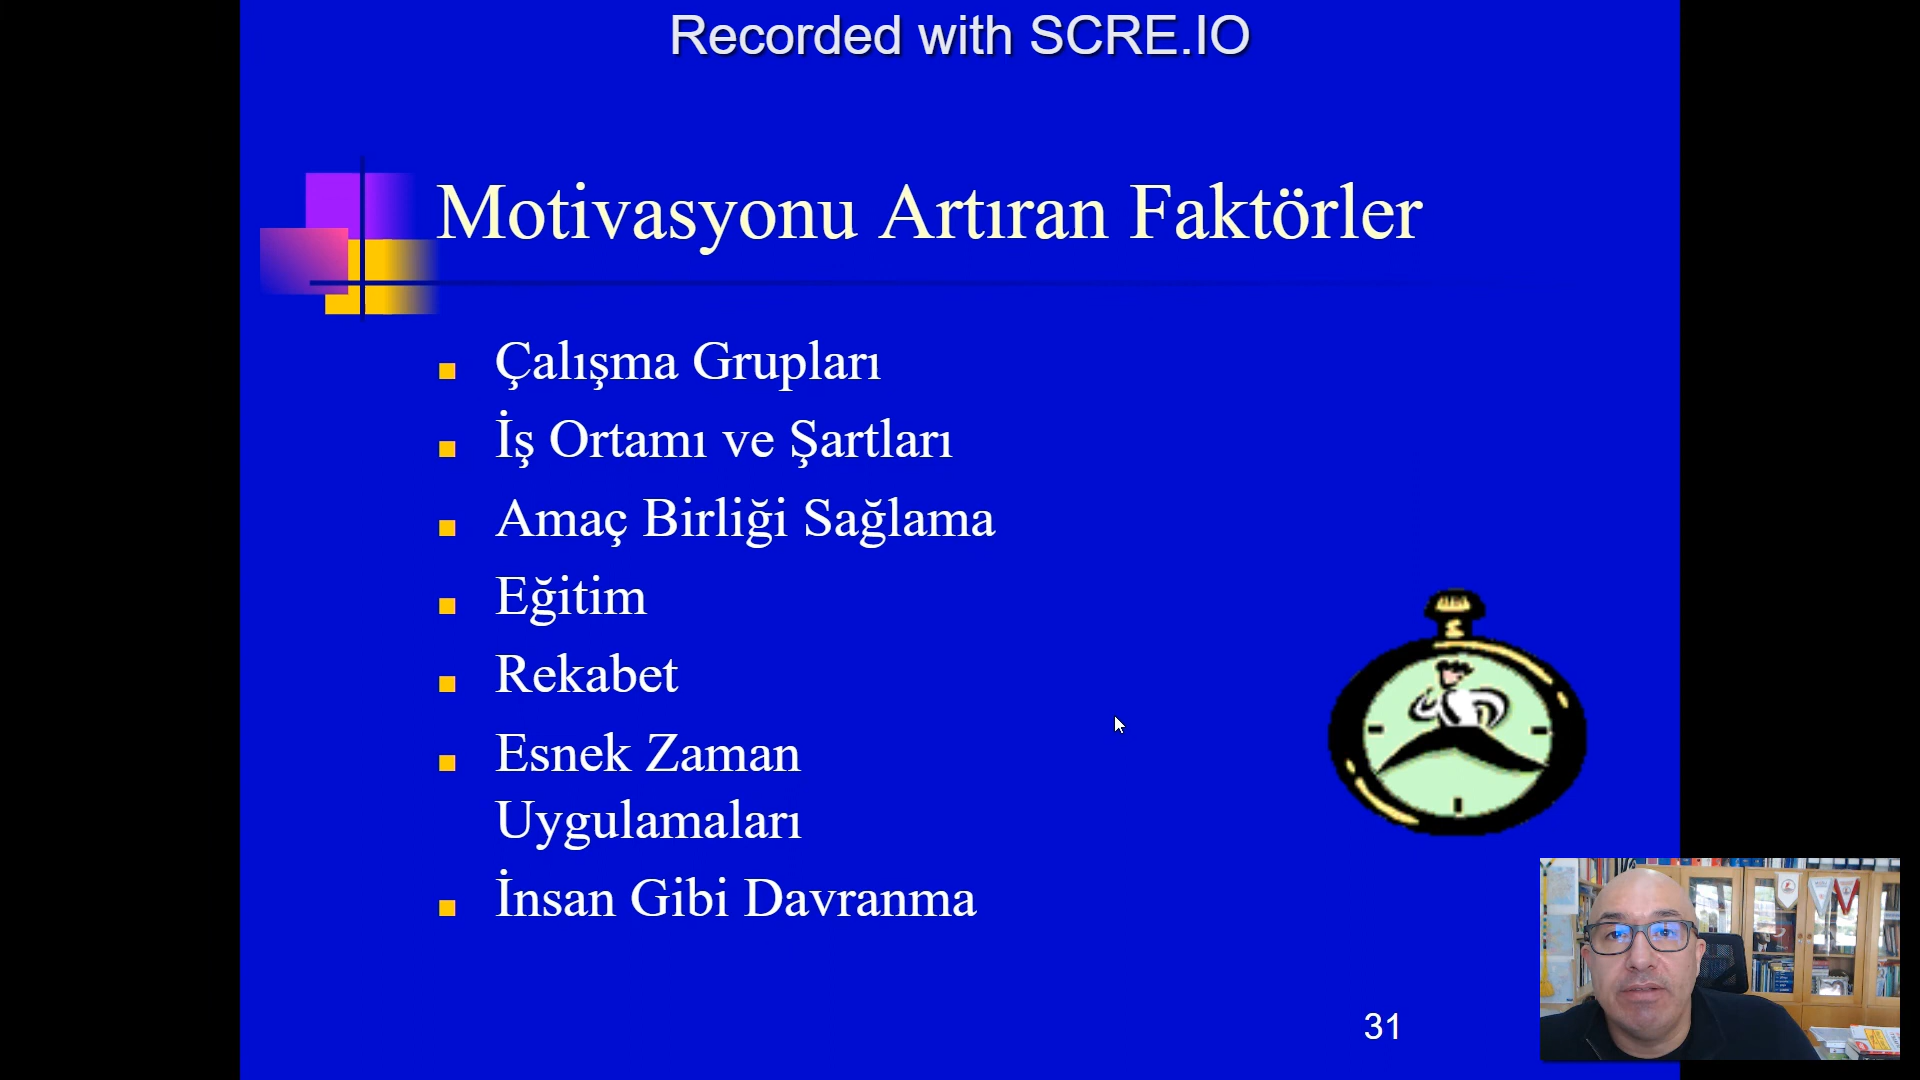 Recorded with SCRE.IO
Motivasyonu Artıran Faktörler
Çalışma Grupları
İş Ortamı ve Şartları
Amaç Birliği Sağlama
Eğitim
Rekabet
Esnek Zaman
Uygulamaları
İnsan Gibi Davranma
31